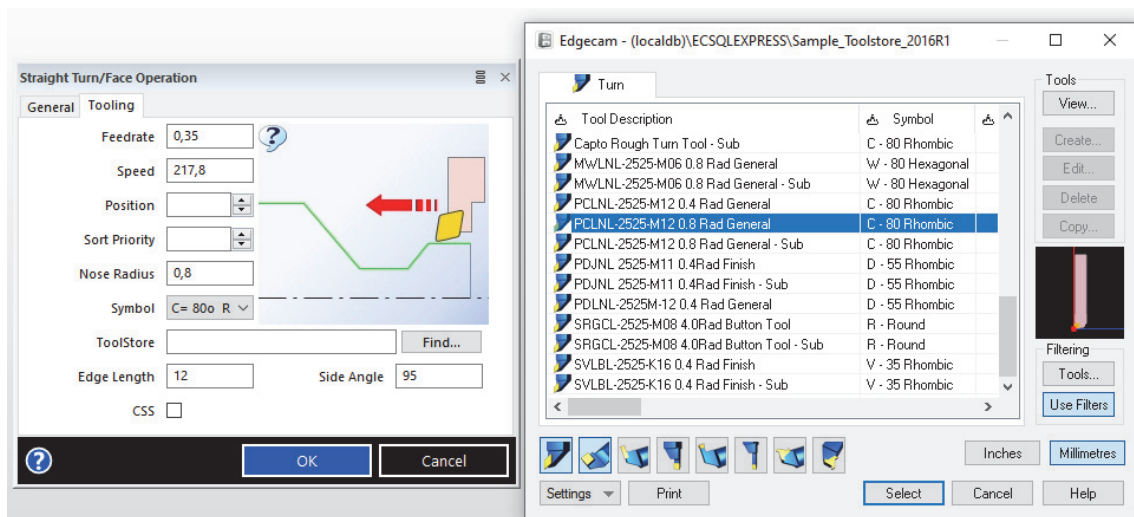 Straight Turn/Face Operation
General Tooling
Feedrate 0,35
Speed 217,8
Position
Sort Priority
Nose Radius 0,8
Symbol C= 80o R
ToolStore Find...
Edge Length 12 Side Angle 95
CSS
OK Cancel
Edgecam - (localdb)\ECSQLEXPRESS\Sample_Toolstore_2016R1
Turn
Tool Description Symbol
Capto Rough Turn Tool - Sub C - 80 Rhombic
MWLNL-2525-M06 0.8 Rad General W - 80 Hexagonal
MWLNL-2525-M06 0.8 Rad General - Sub W - 80 Hexagonal
PCLNL-2525-M12 0.4 Rad General C - 80 Rhombic
PCLNL-2525-M12 0.8 Rad General C - 80 Rhombic
PCLNL-2525-M12 0.8 Rad General - Sub C - 80 Rhombic
PDJNL 2525-M11 0.4Rad Finish D - 55 Rhombic
PDJNL 2525-M11 0.4Rad Finish - Sub D - 55 Rhombic
PDLNL-2525M-12 0.4 Rad General D - 55 Rhombic
SRGCL-2525-M08 4.0Rad Button Tool R - Round
SRGCL-2525-M08 4.0Rad Button Tool - Sub R - Round
SVLBL-2525-K16 0.4 Rad Finish V - 35 Rhombic
SVLBL-2525-K16 0.4 Rad Finish - Sub V - 35 Rhombic
Tools
View...
Create...
Edit...
Delete
Copy...
Filtering
Tools...
Use Filters
Inches Millimetres
Settings Print Select Cancel Help